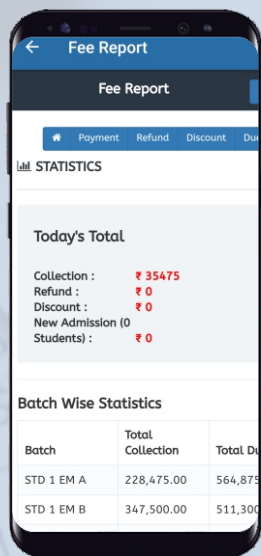 Fee Report
Fee Report
Payment Refund Discount
STATISTICS
Today's Total
Collection : ₹ 35475
Refund : ₹ 0
Discount : ₹ 0
New Admission (0
Students) : ₹ 0
Batch Wise Statistics
Batch Total
Collection Total
STD 1 EM A 228,475.00 564,875
STD 1 EM B 347,500.00 511,300